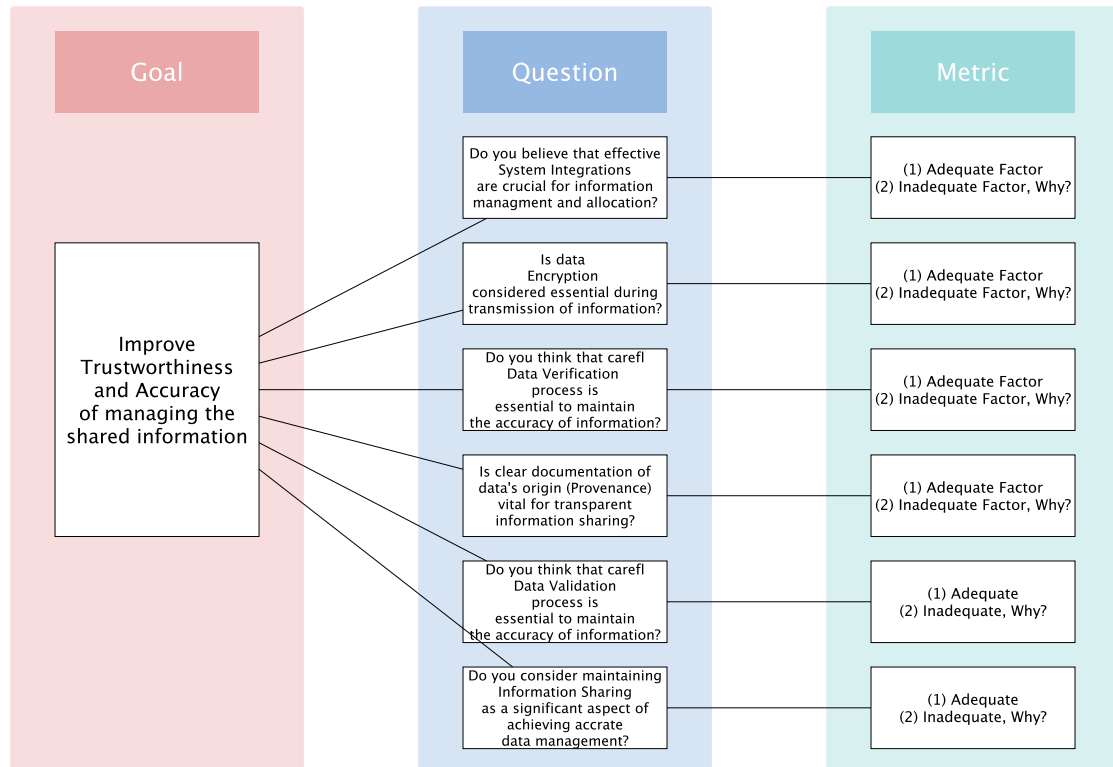 Goal
Question
Metric
Improve
Trustworthiness
and Accuracy
of managing the
shared information
Do you believe that effective
System Integrations
are crucial for information
managment and allocation?
(1) Adequate Factor
(2) Inadequate Factor, Why?
Is data
Encryption
considered essential during
transmission of information?
(1) Adequate Factor
(2) Inadequate Factor, Why?
Do you think that carefl
Data Verification
process is
essential to maintain
the accuracy of information?
(1) Adequate Factor
(2) Inadequate Factor, Why?
Is clear documentation of
data's origin (Provenance)
vital for transparent
information sharing?
(1) Adequate Factor
(2) Inadequate Factor, Why?
Do you think that carefl
Data Validation
process is
essential to maintain
the accuracy of information?
(1) Adequate
(2) Inadequate, Why?
Do you consider maintaining
Information Sharing
as a significant aspect of
achieving accrate
data management?
(1) Adequate
(2) Inadequate, Why?